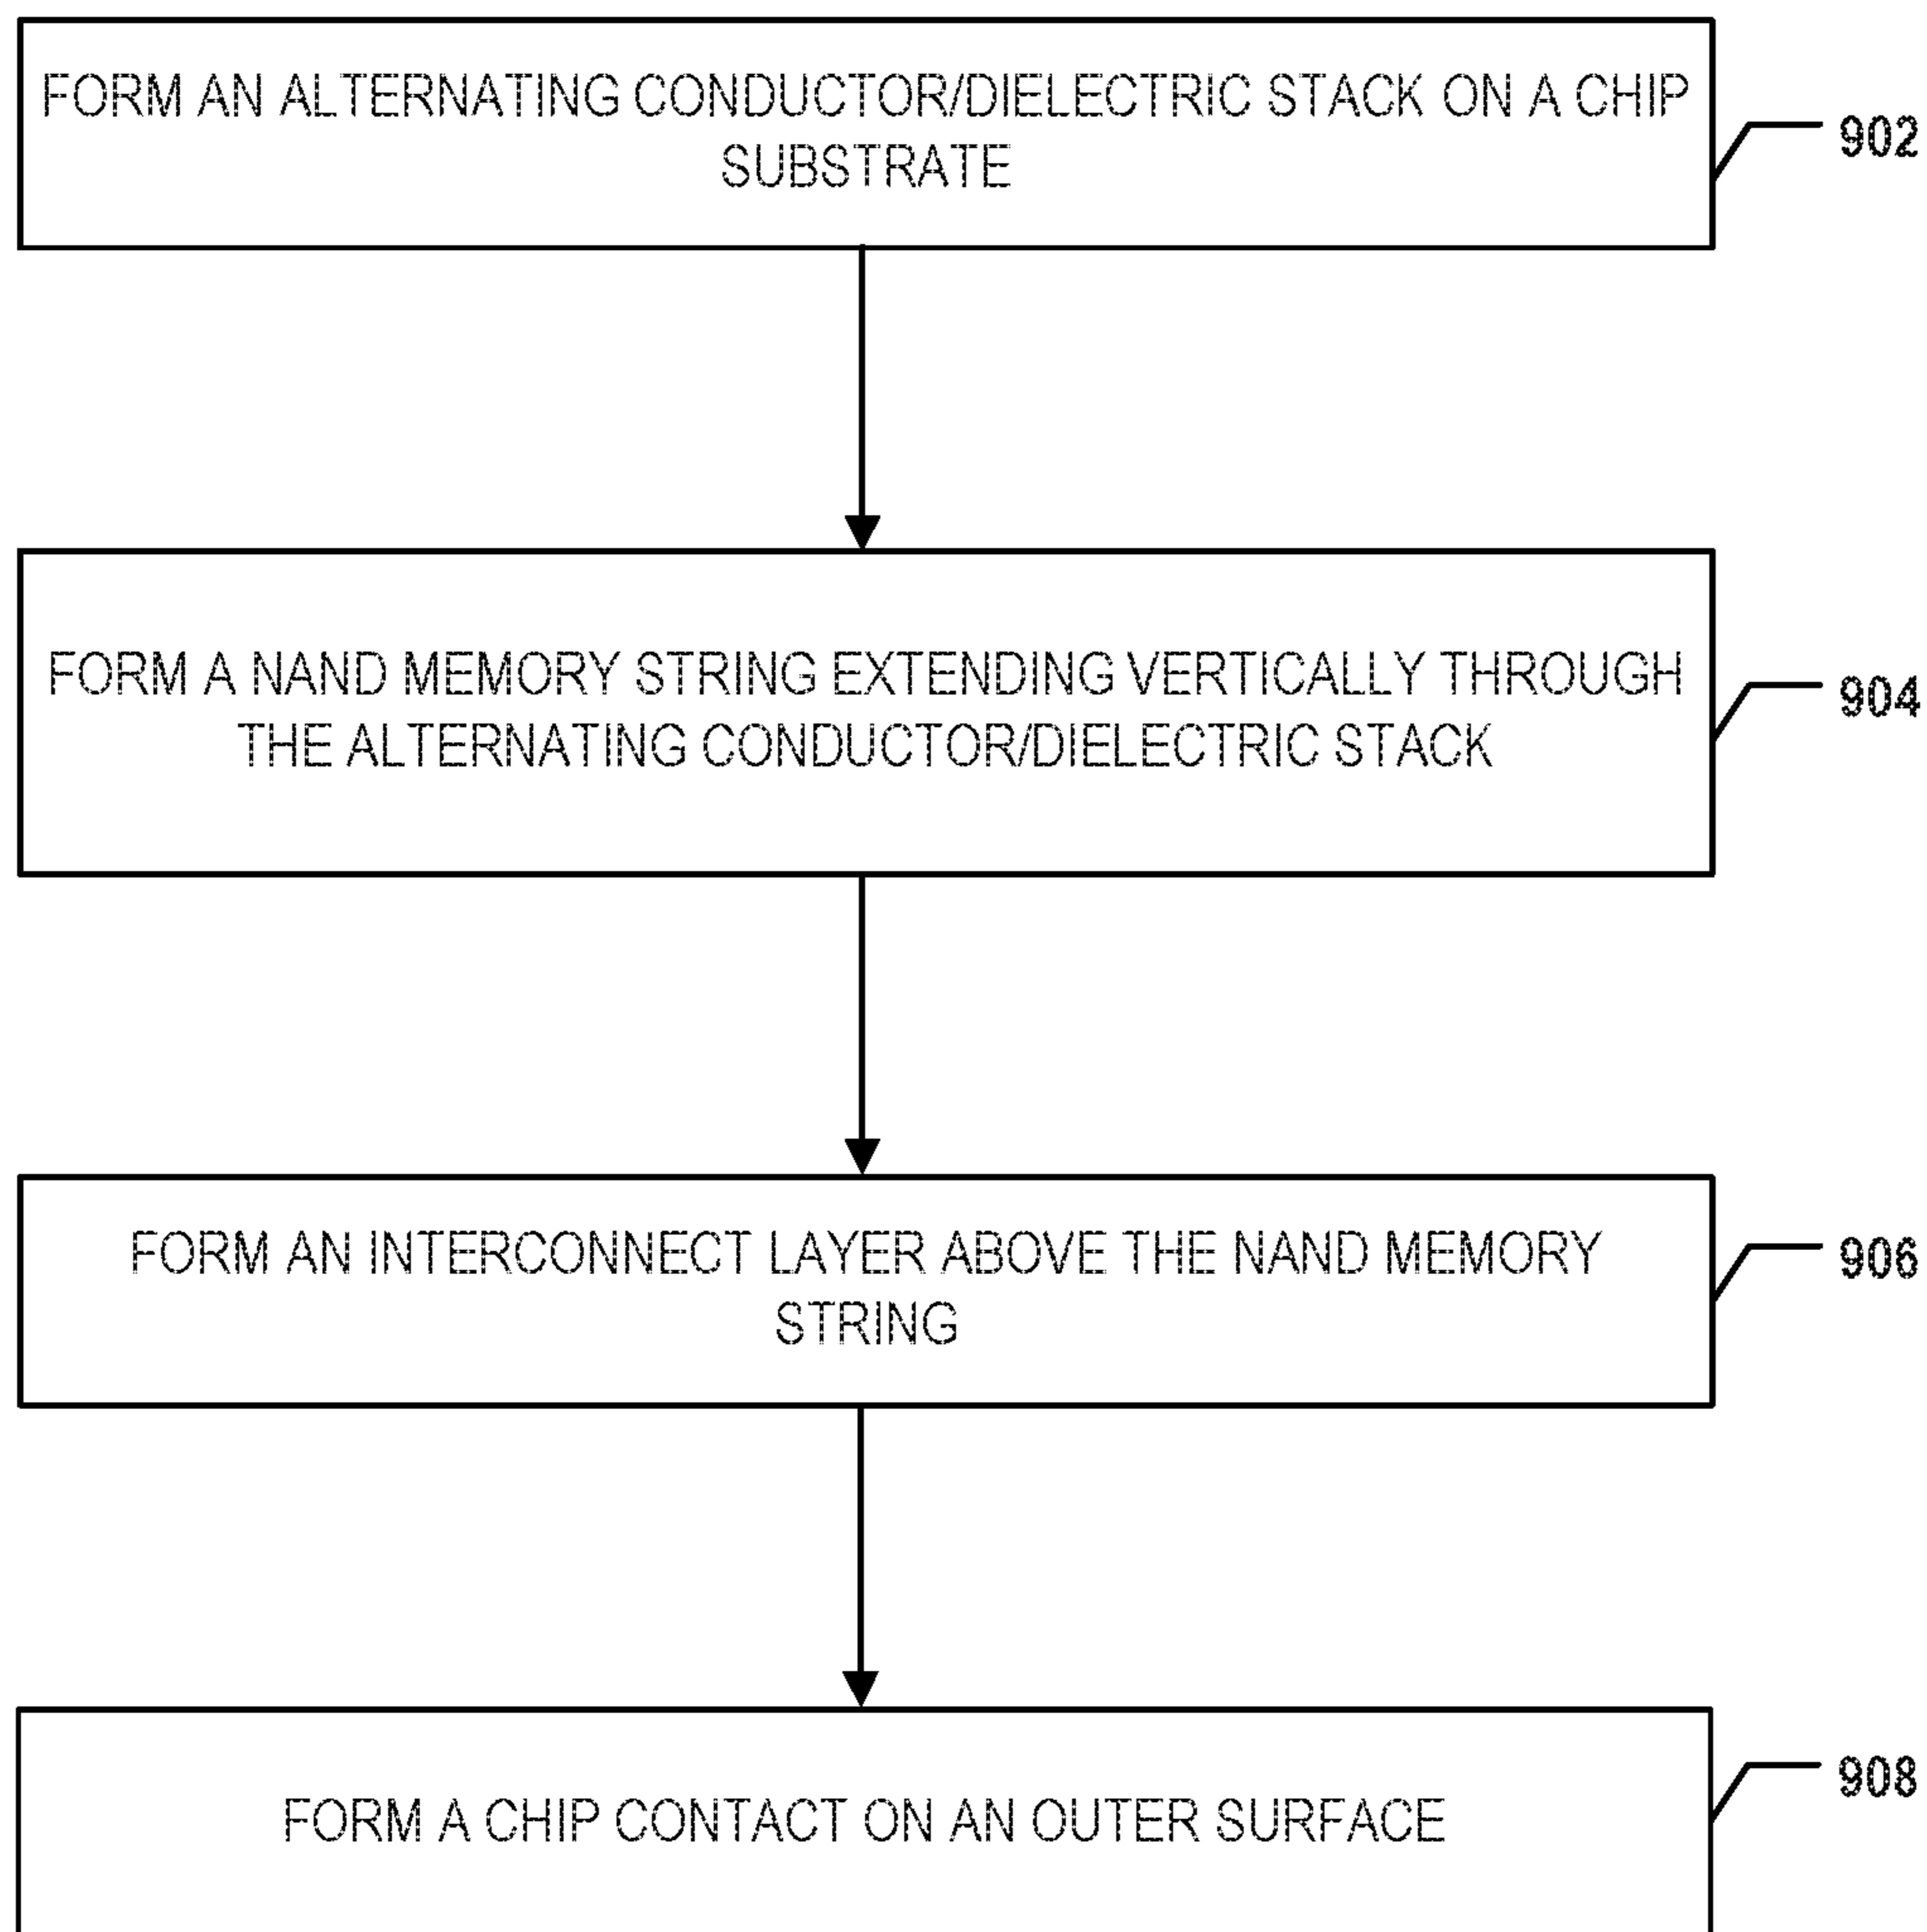 FORM AN ALTERNATING CONDUCTOR/DIELECTRIC STACK ON A CHIP
SUBSTRATE
902
FORM A NAND MEMORY STRING EXTENDING VERTICALLY THROUGH
THE ALTERNATING CONDUCTOR/DIELECTRIC STACK
904
FORM AN INTERCONNECT LAYER ABOVE THE NAND MEMORY
STRING
906
FORM A CHIP CONTACT ON AN OUTER SURFACE
908